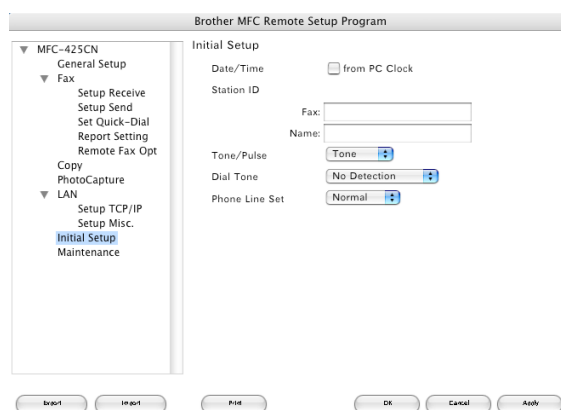 Brother MFC Remote Setup Program
MFC-425CN
General Setup
Fax
Setup Receive
Setup Send
Set Quick-Dial
Report Setting
Remote Fax Opt
Copy
PhotoCapture
LAN
Setup TCP/IP
Setup Misc.
Initial Setup
Maintenance
Initial Setup
Date/Time from PC Clock
Station ID
Fax:
Name:
Tone/Pulse Tone
Dial Tone No Detection
Phone Line Set Normal
Export Import Print OK Cancel Apply